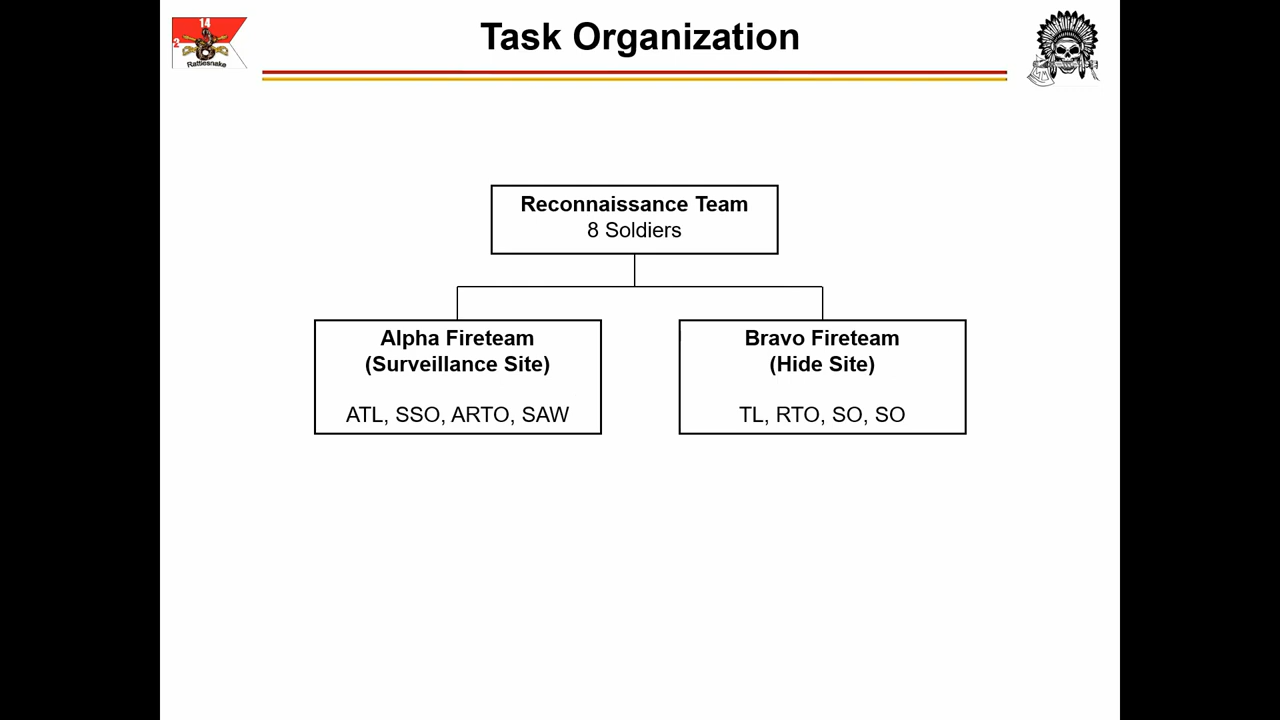 14
2
Rattlesnake
Task Organization
Reconnaissance Team
8 Soldiers
Alpha Fireteam
(Surveillance Site)
ATL, SSO, ARTO, SAW
Bravo Fireteam
(Hide Site)
TL, RTO, SO, SO